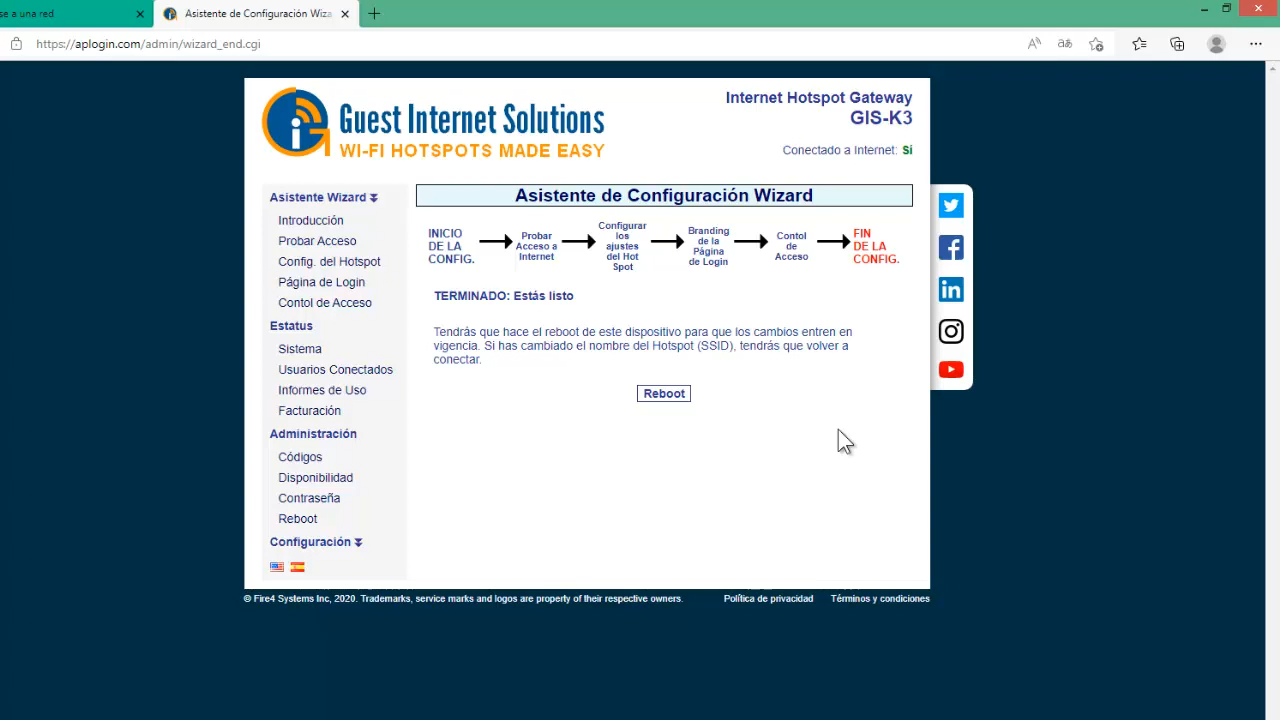 se a una red
Asistente de Configuración Wiza
https://aplogin.com/admin/wizard_end.cgi
Guest Internet Solutions
WI-FI HOTSPOTS MADE EASY
Internet Hotspot Gateway
GIS-K3
Conectado a Internet: Si
Asistente Wizard
Introducción
Probar Acceso
Config. del Hotspot
Página de Login
Contol de Acceso
Estatus
Sistema
Usuarios Conectados
Informes de Uso
Facturación
Administración
Códigos
Disponibilidad
Contraseña
Reboot
Configuración
Asistente de Configuración Wizard
INICIO
DE LA
CONFIG.
Probar
Acceso a
Internet
Configurar
los
ajustes
del Hot
Spot
Branding
de la
Página
de Login
Contol
de
Acceso
FIN
DE LA
CONFIG.
TERMINADO: Estás listo
Tendrás que hace el reboot de este dispositivo para que los cambios entren en
vigencia. Si has cambiado el nombre del Hotspot (SSID), tendrás que volver a
conectar.
Reboot
© Fire4 Systems Inc, 2020. Trademarks, service marks and logos are property of their respective owners.
Política de privacidad
Términos y condiciones